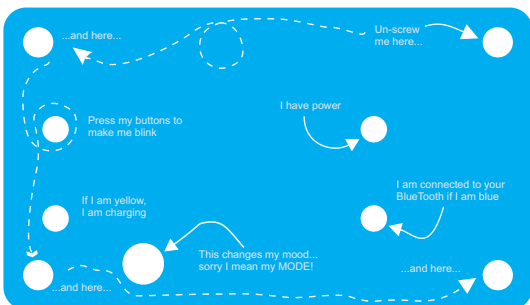 ...and here...
Un-screw
me here...
I have power
Press my buttons to
make me blink
I am connected to your
BlueTooth if I am blue
If I am yellow,
I am charging
This changes my mood...
sorry I mean my MODE!
...and here...
...and here...